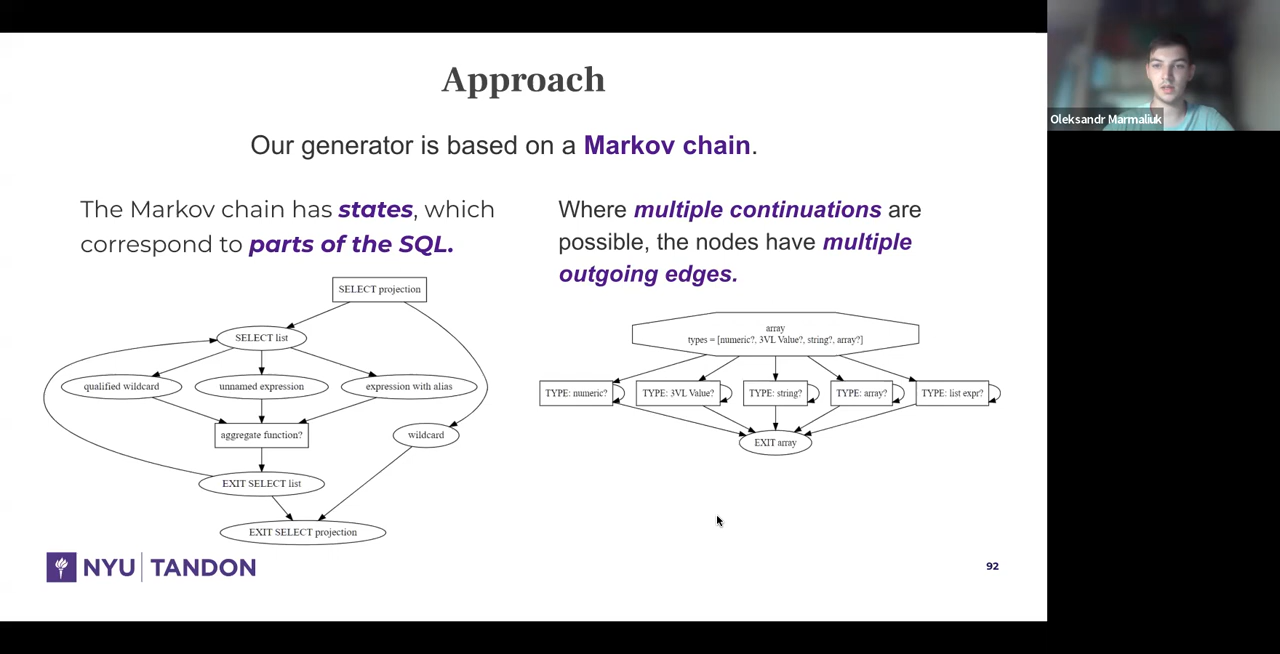 Approach
Our generator is based on a Markov chain.
The Markov chain has states, which
correspond to parts of the SQL.
Where multiple continuations are
possible, the nodes have multiple
outgoing edges.
SELECT projection
SELECT list
qualified wildcard
unnamed expression
expression with alias
aggregate function?
wildcard
EXIT SELECT list
EXIT SELECT projection
array
types = [numeric?, 3VL Value?, string?, array?]
TYPE: numeric?
TYPE: 3VL Value?
TYPE: string?
TYPE: array?
TYPE: list expr?
EXIT array
NYU TANDON
92
Oleksandr Marmaliuk